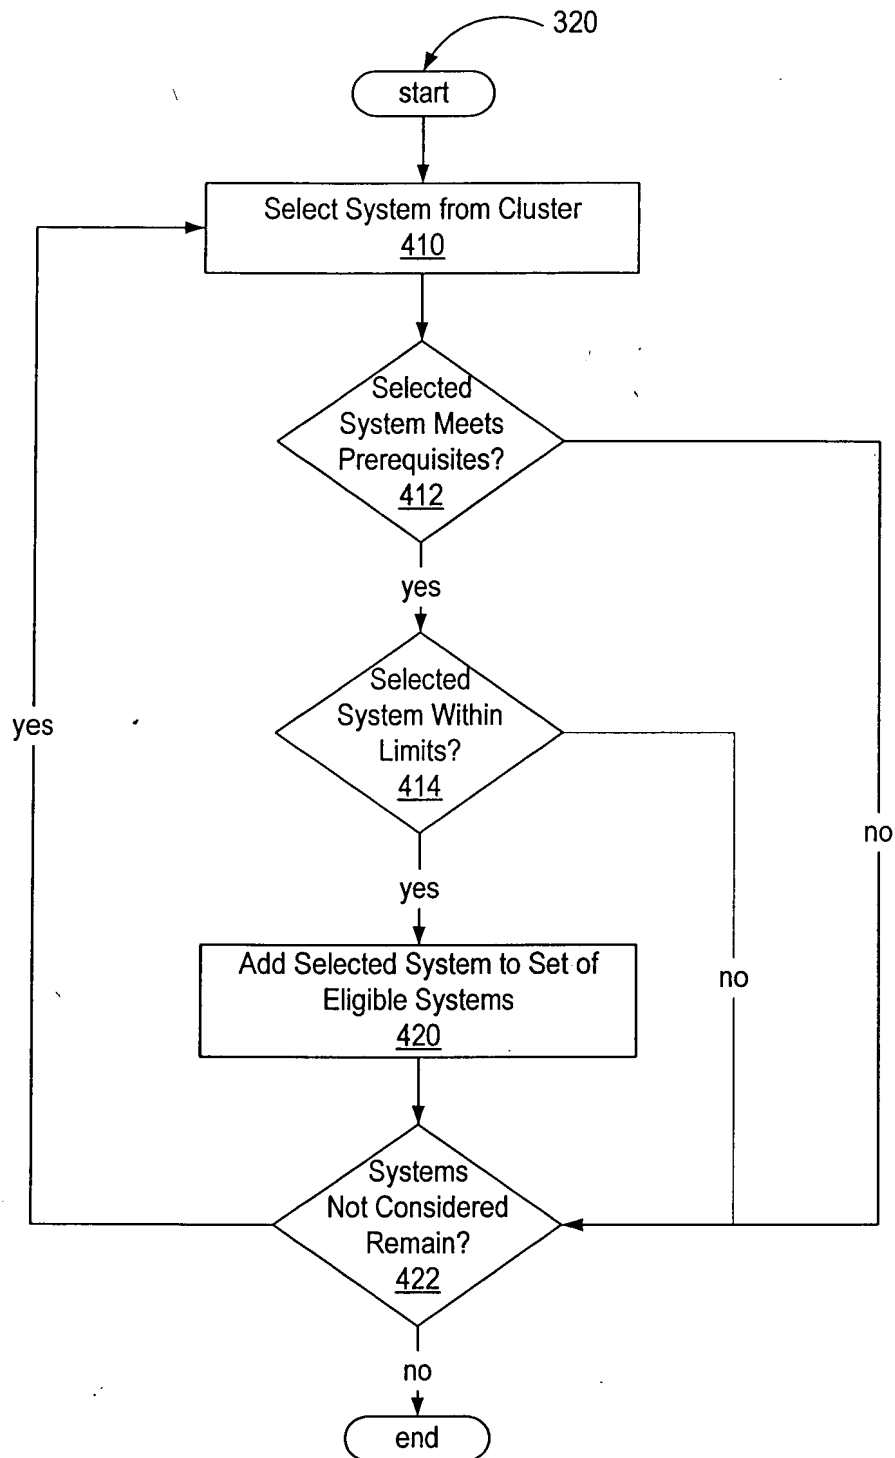 320
start
Select System from Cluster
410
Selected
System Meets
Prerequisites?
412
yes
Selected
System Within
Limits?
414
yes
no
yes
Add Selected System to Set of
Eligible Systems
420
no
Systems
Not Considered
Remain?
422
no
end